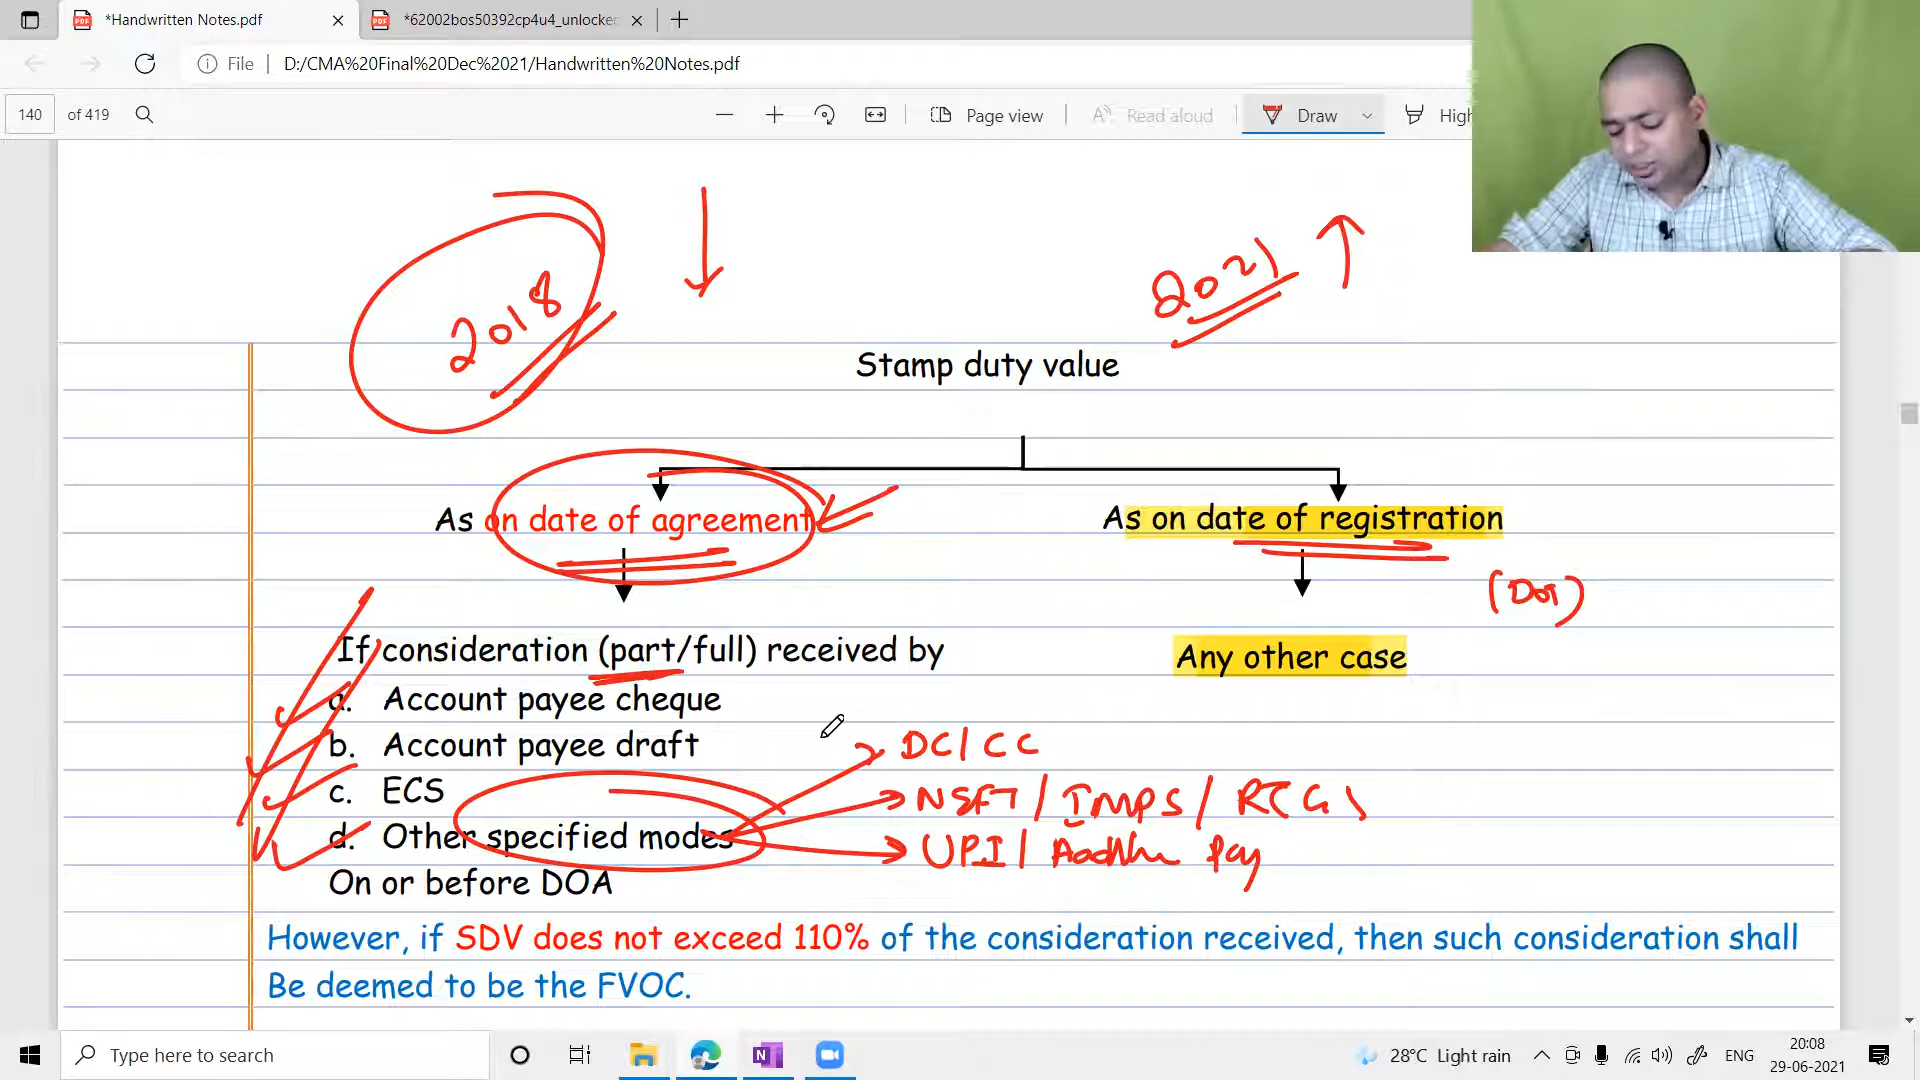 *Handwritten Notes.pdf
*62002bos50392cp4u4_unlocked
File D:/CMA%20Final%20Dec%2021/Handwritten%20Notes.pdf
140 of 419
Page view
Read aloud
Draw
High
2018
2021
Stamp duty value
As on date of agreement
As on date of registration
(DOT)
If consideration (part/full) received by
Any other case
a. Account payee cheque
b. Account payee draft
DC/CC
c. ECS
NEFT/IMPS/RTGS
d. Other specified modes
UPI/ Aadhar Pay
On or before DOA
However, if SDV does not exceed 110% of the consideration received, then such consideration shall
Be deemed to be the FVOC.
Type here to search
28°C Light rain
ENG
20:08
29-06-2021